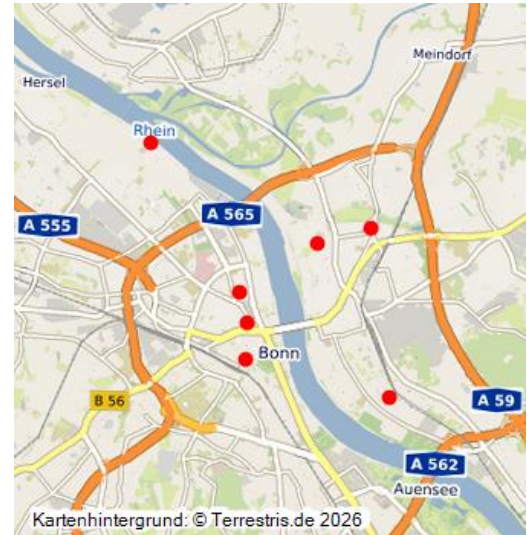 Meindorf
Hersel
Rhein
A 565
A 555
Bonn
B 56
A 59
A 562
Auensee
Kartenhintergrund: © Terrestris.de 2026